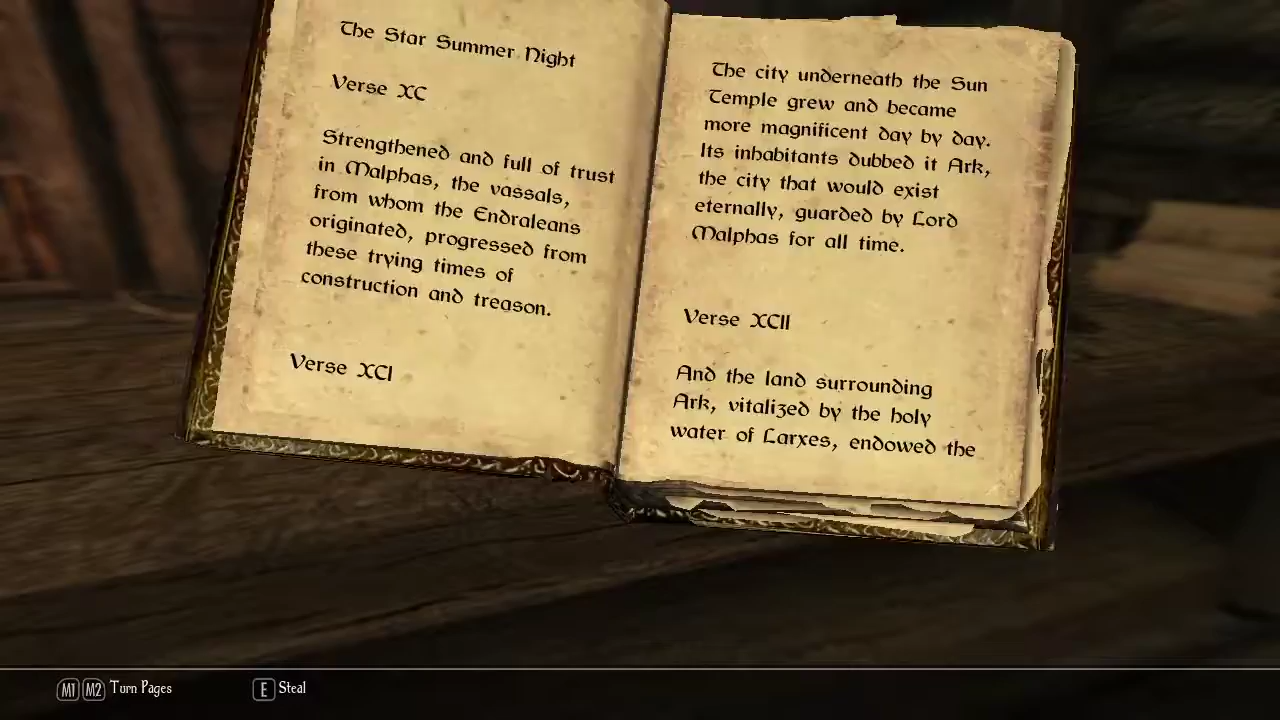 The Star Summer Night
Verse XC
Strengthened and full of trust
in Malphas, the vassals,
from whom the Endraleans
originated, progressed from
these trying times of
construction and treason.
Verse XCI
The city underneath the Sun
Temple grew and became
more magnificent day by day.
Its inhabitants dubbed it Ark,
the city that would exist
eternally, guarded by Lord
Malphas for all time.
Verse XCII
And the land surrounding
Ark, vitalized by the holy
water of Larxes, endowed the
M1 M2 Turn Pages
E Steal